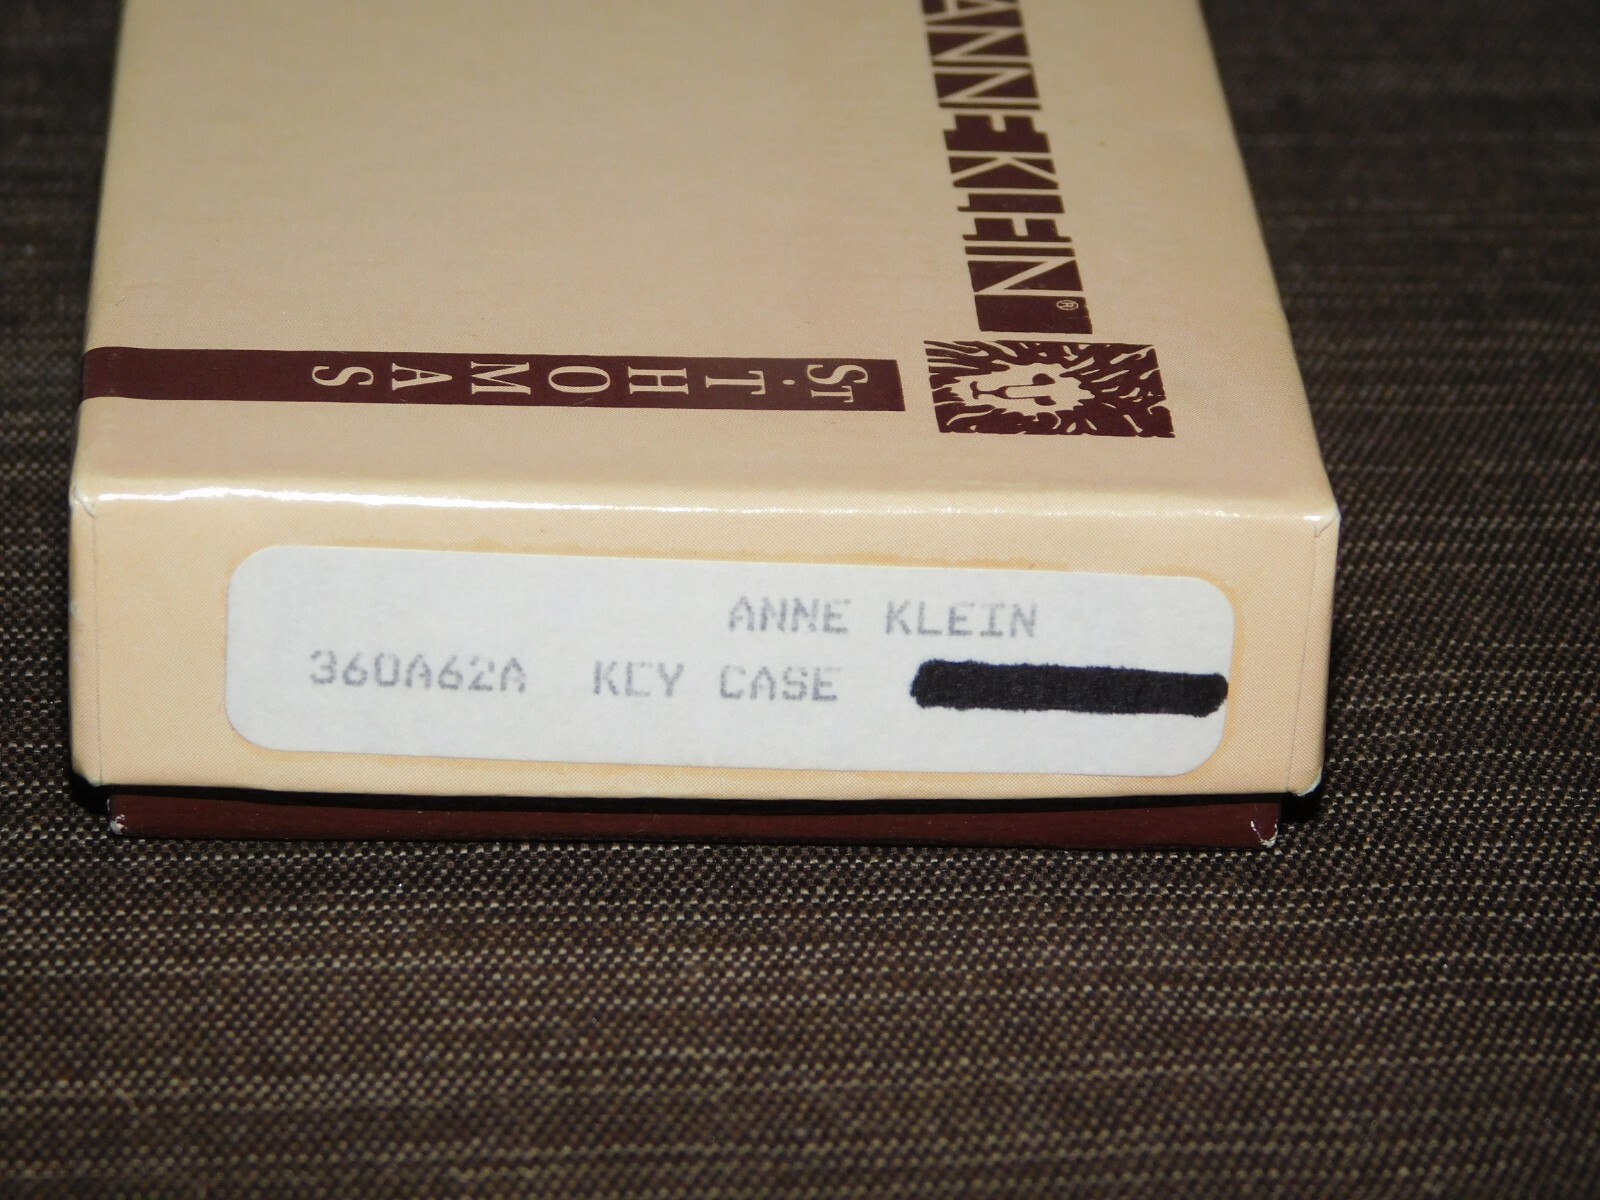 ANNE KLEIN®
ST. THOMAS
ANNE KLEIN
360A62A KEY CASE